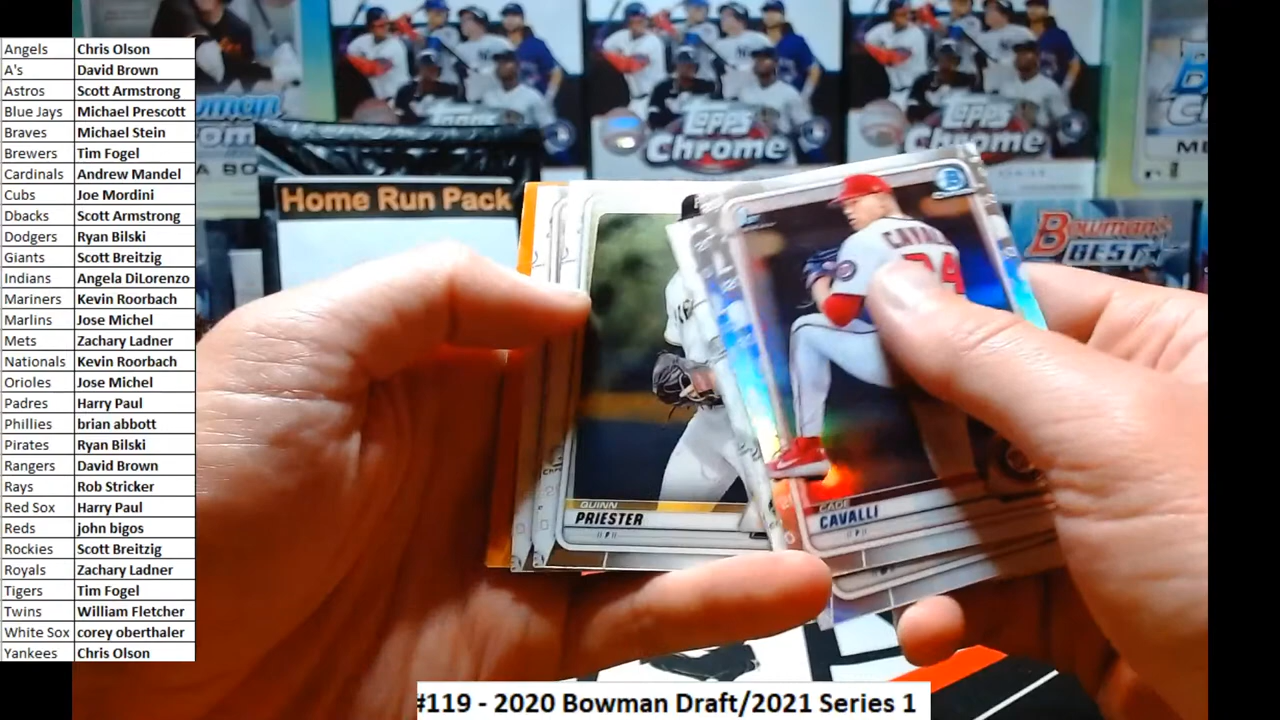 Angels Chris Olson
A's David Brown
Astros Scott Armstrong
Blue Jays Michael Prescott
Braves Michael Stein
Brewers Tim Fogel
Cardinals Andrew Mandel
Cubs Joe Mordini
Dbacks Scott Armstrong
Dodgers Ryan Bilski
Giants Scott Breitzig
Indians Angela DiLorenzo
Mariners Kevin Roorbach
Marlins Jose Michel
Mets Zachary Ladner
Nationals Kevin Roorbach
Orioles Jose Michel
Padres Harry Paul
Phillies brian abbott
Pirates Ryan Bilski
Rangers David Brown
Rays Rob Stricker
Red Sox Harry Paul
Reds john bigos
Rockies Scott Breitzig
Royals Zachary Ladner
Tigers Tim Fogel
Twins William Fletcher
White Sox corey oberthaler
Yankees Chris Olson
Topps Chrome
Topps Chrome
Home Run Pack
BOWMAN'S
BEST
QUINN
PRIESTER
CADE
CAVALLI
#119 - 2020 Bowman Draft/2021 Series 1